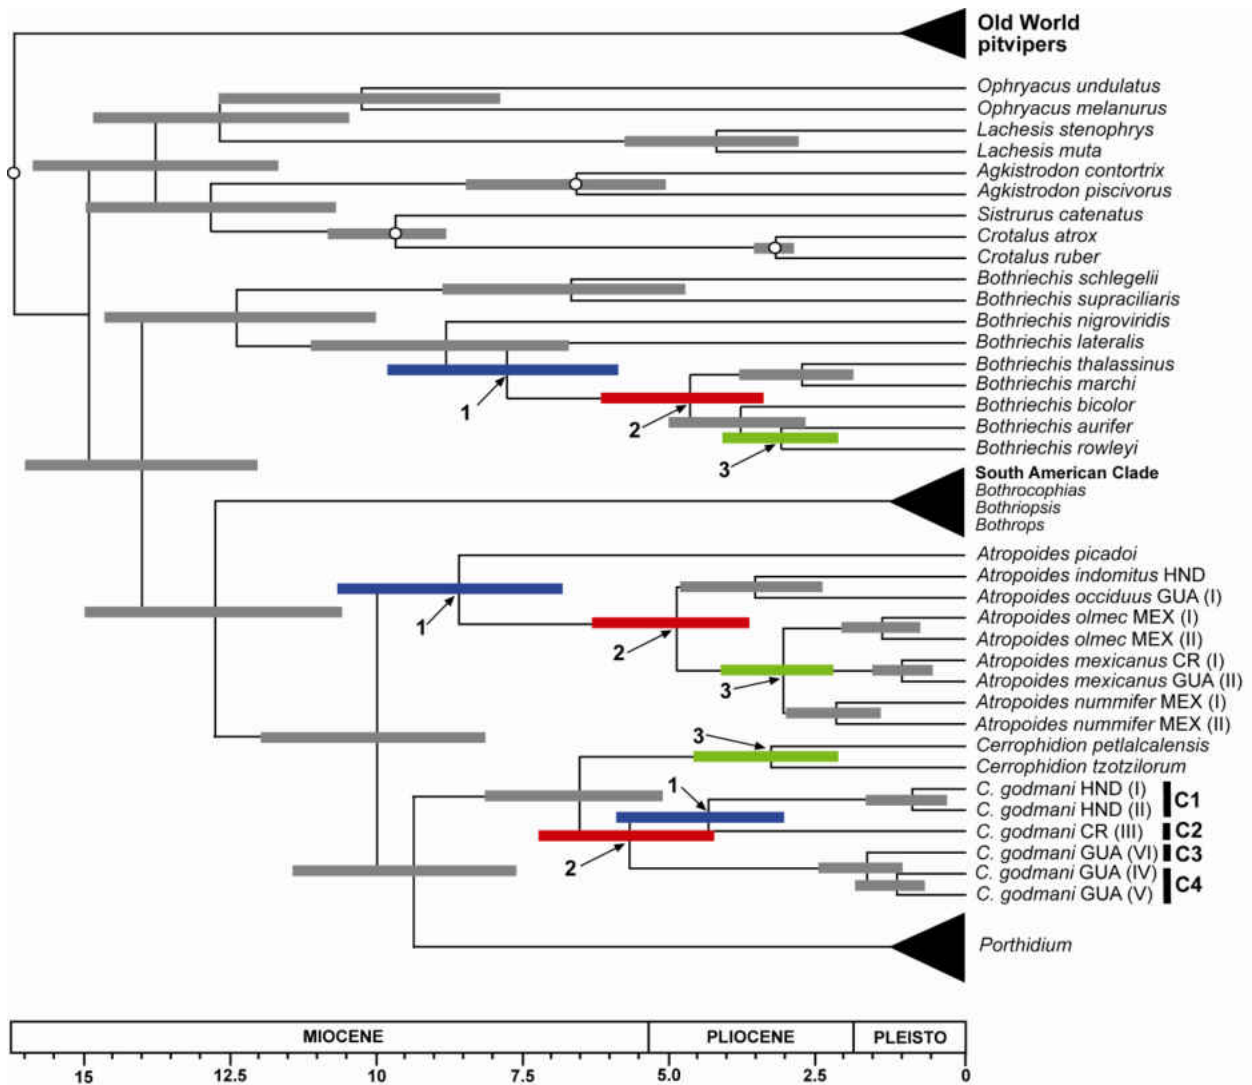 Old World
pitvipers
Ophryacus undulatus
Ophryacus melanurus
Lachesis stenophrys
Lachesis muta
Agkistrodon contortrix
Agkistrodon piscivorus
Sistrurus catenatus
Crotalus atrox
Crotalus ruber
Bothriechis schlegelii
Bothriechis supraciliaris
Bothriechis nigroviridis
Bothriechis lateralis
Bothriechis thalassinus
Bothriechis marchi
1
Bothriechis bicolor
2
Bothriechis aurifer
Bothriechis rowleyi
3
South American Clade
Bothrocophias
Bothriopsis
Bothrops
Atropoides picadoi
Atropoides indomitus HND
Atropoides occiduus GUA (I)
Atropoides olmec MEX (I)
1
Atropoides olmec MEX (II)
2
Atropoides mexicanus CR (I)
Atropoides mexicanus GUA (II)
3
Atropoides nummifer MEX (I)
Atropoides nummifer MEX (II)
3
Cerrophidion petlalcalensis
Cerrophidion tzotzilorum
1
C. godmani HND (I)
C1
C. godmani HND (II)
C. godmani CR (III) C2
C. godmani GUA (VI) C3
2
C. godmani GUA (IV)
C4
C. godmani GUA (V)
Porthidium
MIOCENE PLIOCENE PLEISTO
15 12.5 10 7.5 5.0 2.5 0